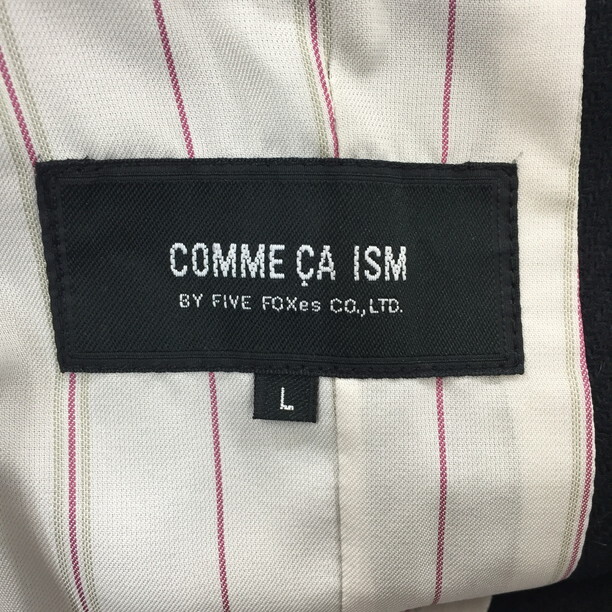 COMME ÇA ISM
BY FIVE FOXes CO.,LTD.
L